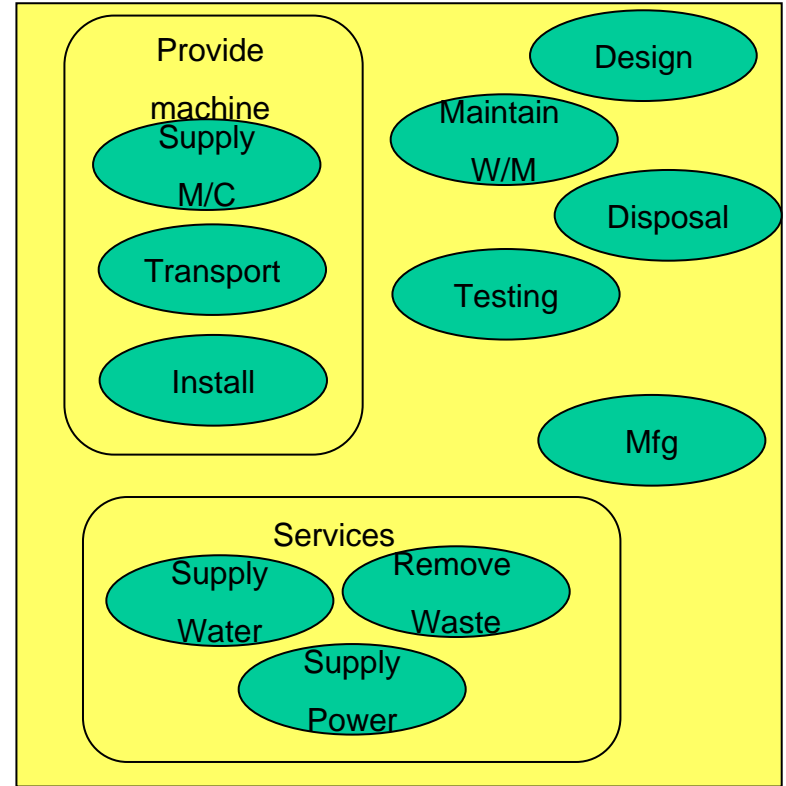 Provide
machine
Supply
M/C
Transport
Install
Design
Maintain
W/M
Disposal
Testing
Mfg
Services
Supply
Water
Remove
Waste
Supply
Power